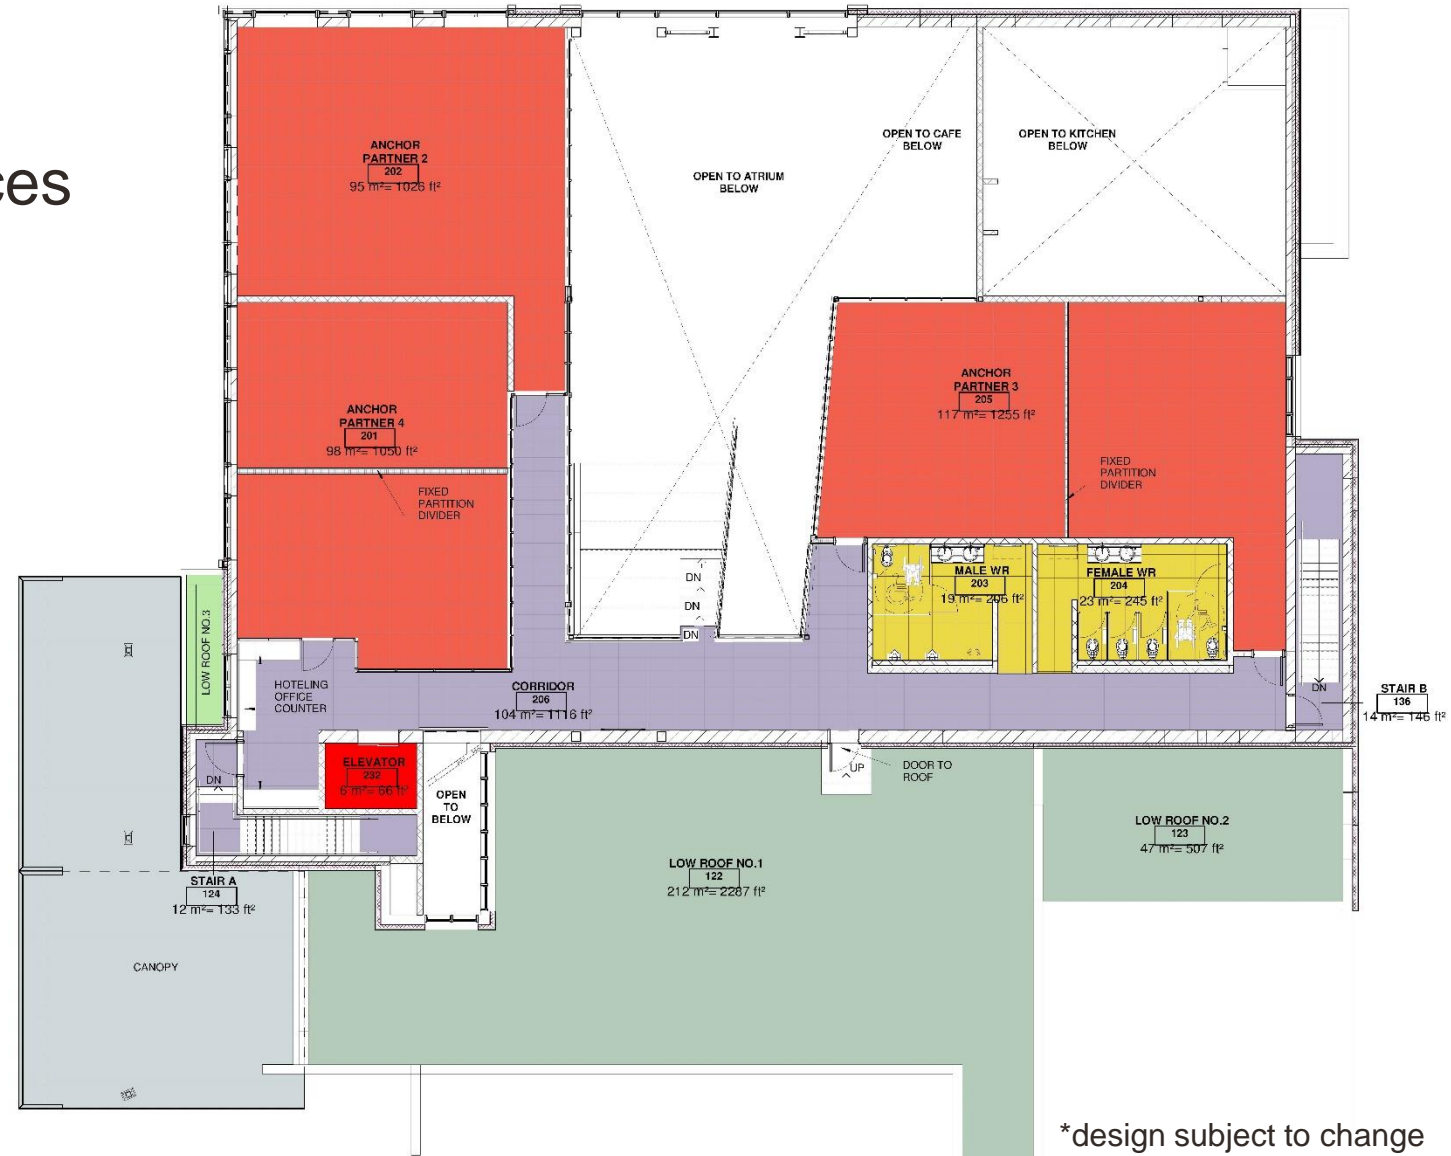 ces
ANCHOR
PARTNER 2
202
95 m²= 1026 ft²
OPEN TO ATRIUM
BELOW
OPEN TO CAFE
BELOW
OPEN TO KITCHEN
BELOW
ANCHOR
PARTNER 4
201
98 m²= 1050 ft²
FIXED
PARTITION
DIVIDER
ANCHOR
PARTNER 3
205
117 m²= 1255 ft²
FIXED
PARTITION
DIVIDER
DN
DN
DN
MALE WR
203
19 m²= 206 ft²
FEMALE WR
204
23 m²= 245 ft²
LOW ROOF NO.3
HOTELING
OFFICE
COUNTER
CORRIDOR
206
104 m²= 1116 ft²
DN
STAIR B
136
14 m²= 146 ft²
DN
ELEVATOR
232
6 m²= 66 ft²
OPEN
TO
BELOW
UP
DOOR TO
ROOF
LOW ROOF NO.2
123
47 m²= 507 ft²
LOW ROOF NO.1
122
212 m²= 2287 ft²
STAIR A
124
12 m²= 133 ft²
CANOPY
*design subject to change